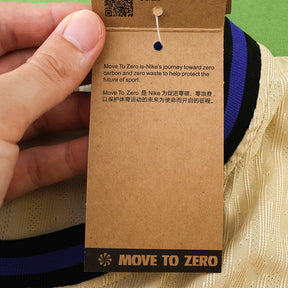 Move To Zero is Nike's journey toward zero
carbon and zero waste to help protect the
future of sport.
Move To Zero 是 Nike 为促进零碳、零浪费,
以保护体育运动的未来为使命而开启的征程。
MOVE TO ZERO